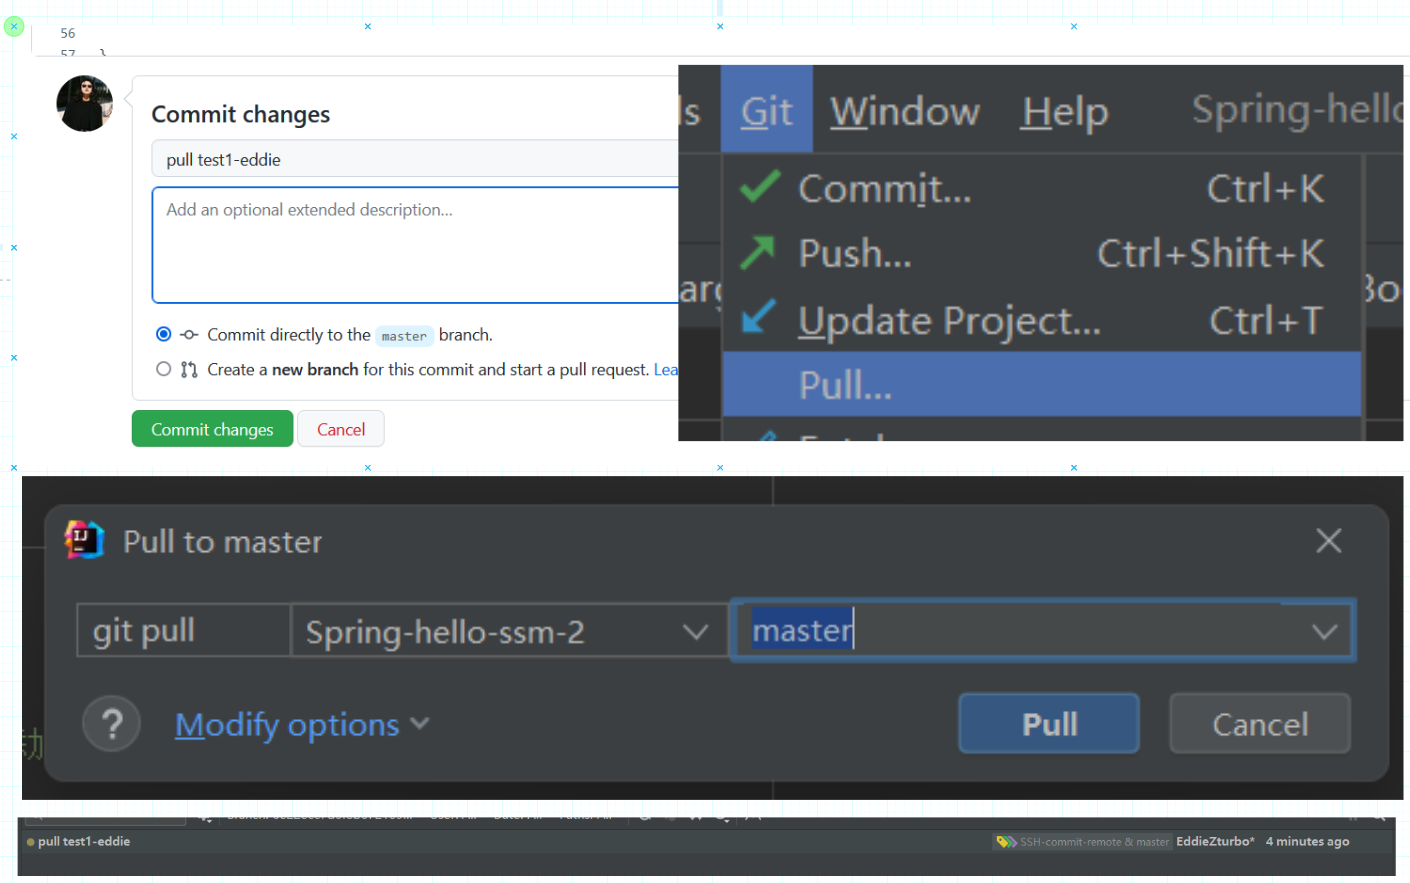 56
57 }
Commit changes
pull test1-eddie
Add an optional extended description...
Commit directly to the master branch.
Create a new branch for this commit and start a pull request. Lea
Commit changes Cancel
ls Git Window Help Spring-hello
Commit... Ctrl+K
Push... Ctrl+Shift+K
Update Project... Ctrl+T
Pull...
Pull to master
git pull Spring-hello-ssm-2 master
? Modify options Pull Cancel
pull test1-eddie SSH-commit-remote & master EddieZturbo* 4 minutes ago